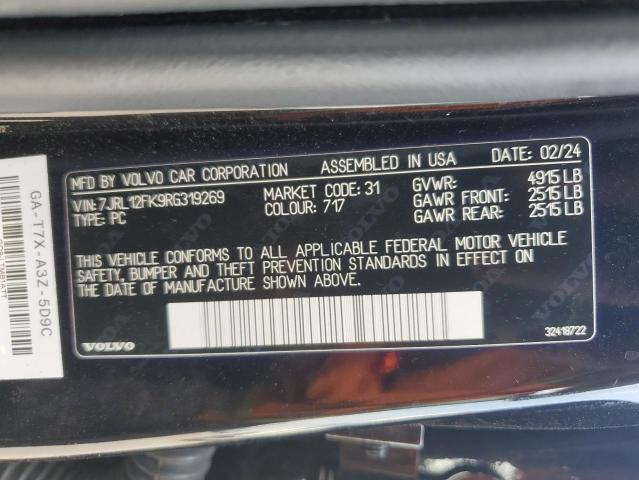 MFD BY VOLVO CAR CORPORATION ASSEMBLED IN USA DATE: 02/24
VIN: 7JRL12FK9RG319269 MARKET CODE: 31 GVWR: 4915 LB
TYPE: PC COLOUR: 717 GAWR FRONT: 2515 LB
GAWR REAR: 2515 LB
THIS VEHICLE CONFORMS TO ALL APPLICABLE FEDERAL MOTOR VEHICLE
SAFETY, BUMPER AND THEFT PREVENTION STANDARDS IN EFFECT ON
THE DATE OF MANUFACTURE SHOWN ABOVE.
VOLVO
32418722
GA-T7X-A3Z-5D9C